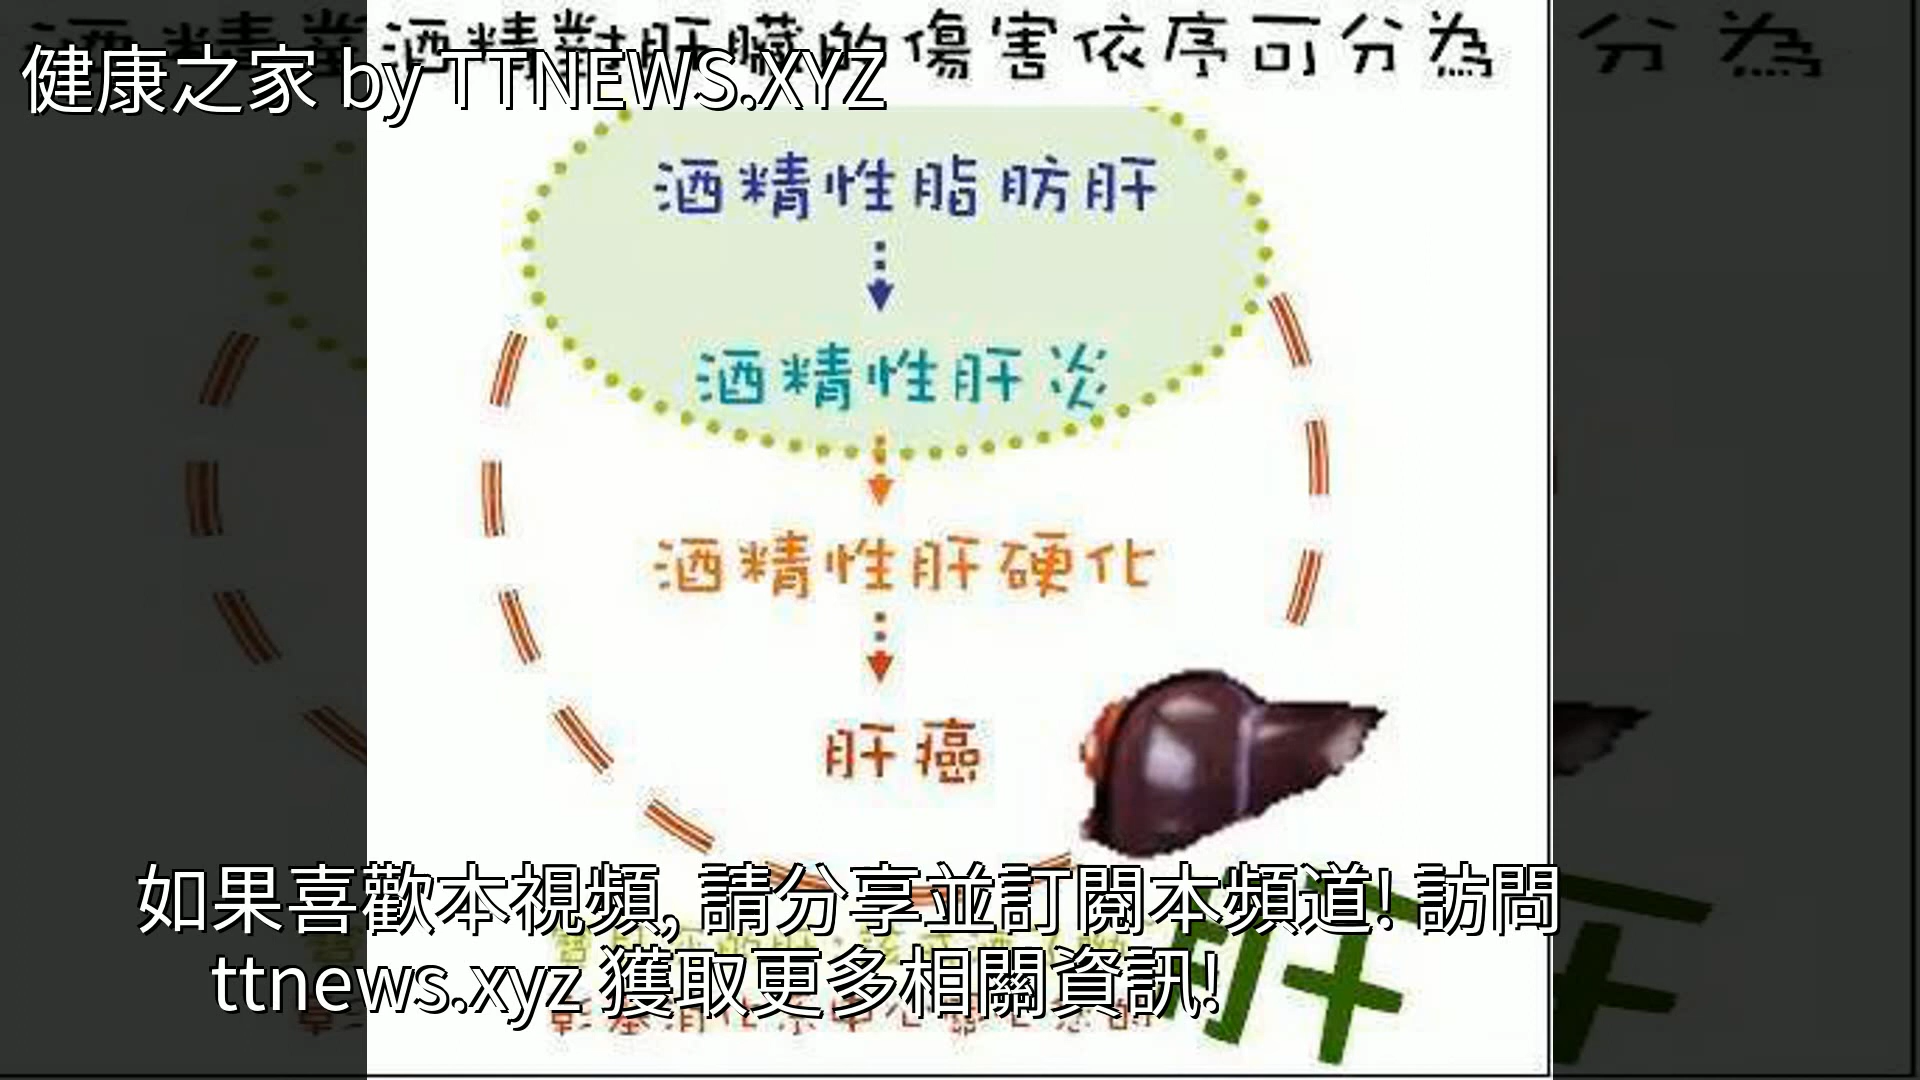 酒精對肝臟的傷害依序可分為
健康之家 by TTNEWS.XYZ
酒精性脂肪肝
酒精性肝炎
酒精性肝硬化
肝癌
如果喜歡本視頻, 請分享並訂閱本頻道! 訪問
ttnews.xyz 獲取更多相關資訊!
肝